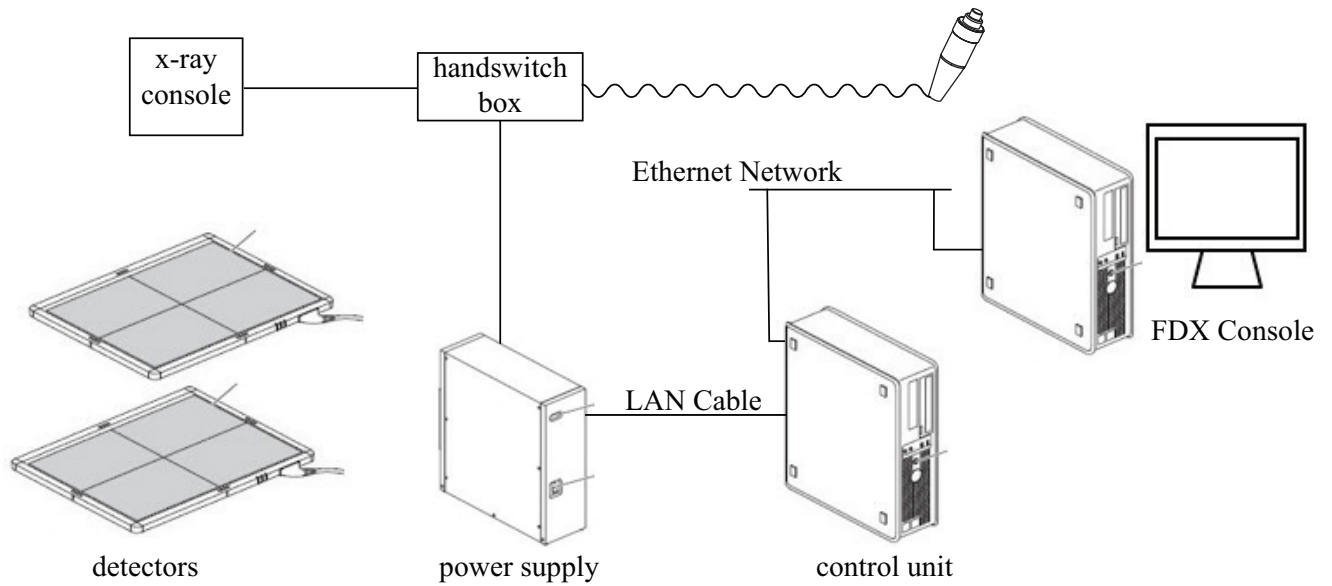 x-ray
console
handswitch
box
Ethernet Network
FDX Console
LAN Cable
detectors
power supply
control unit